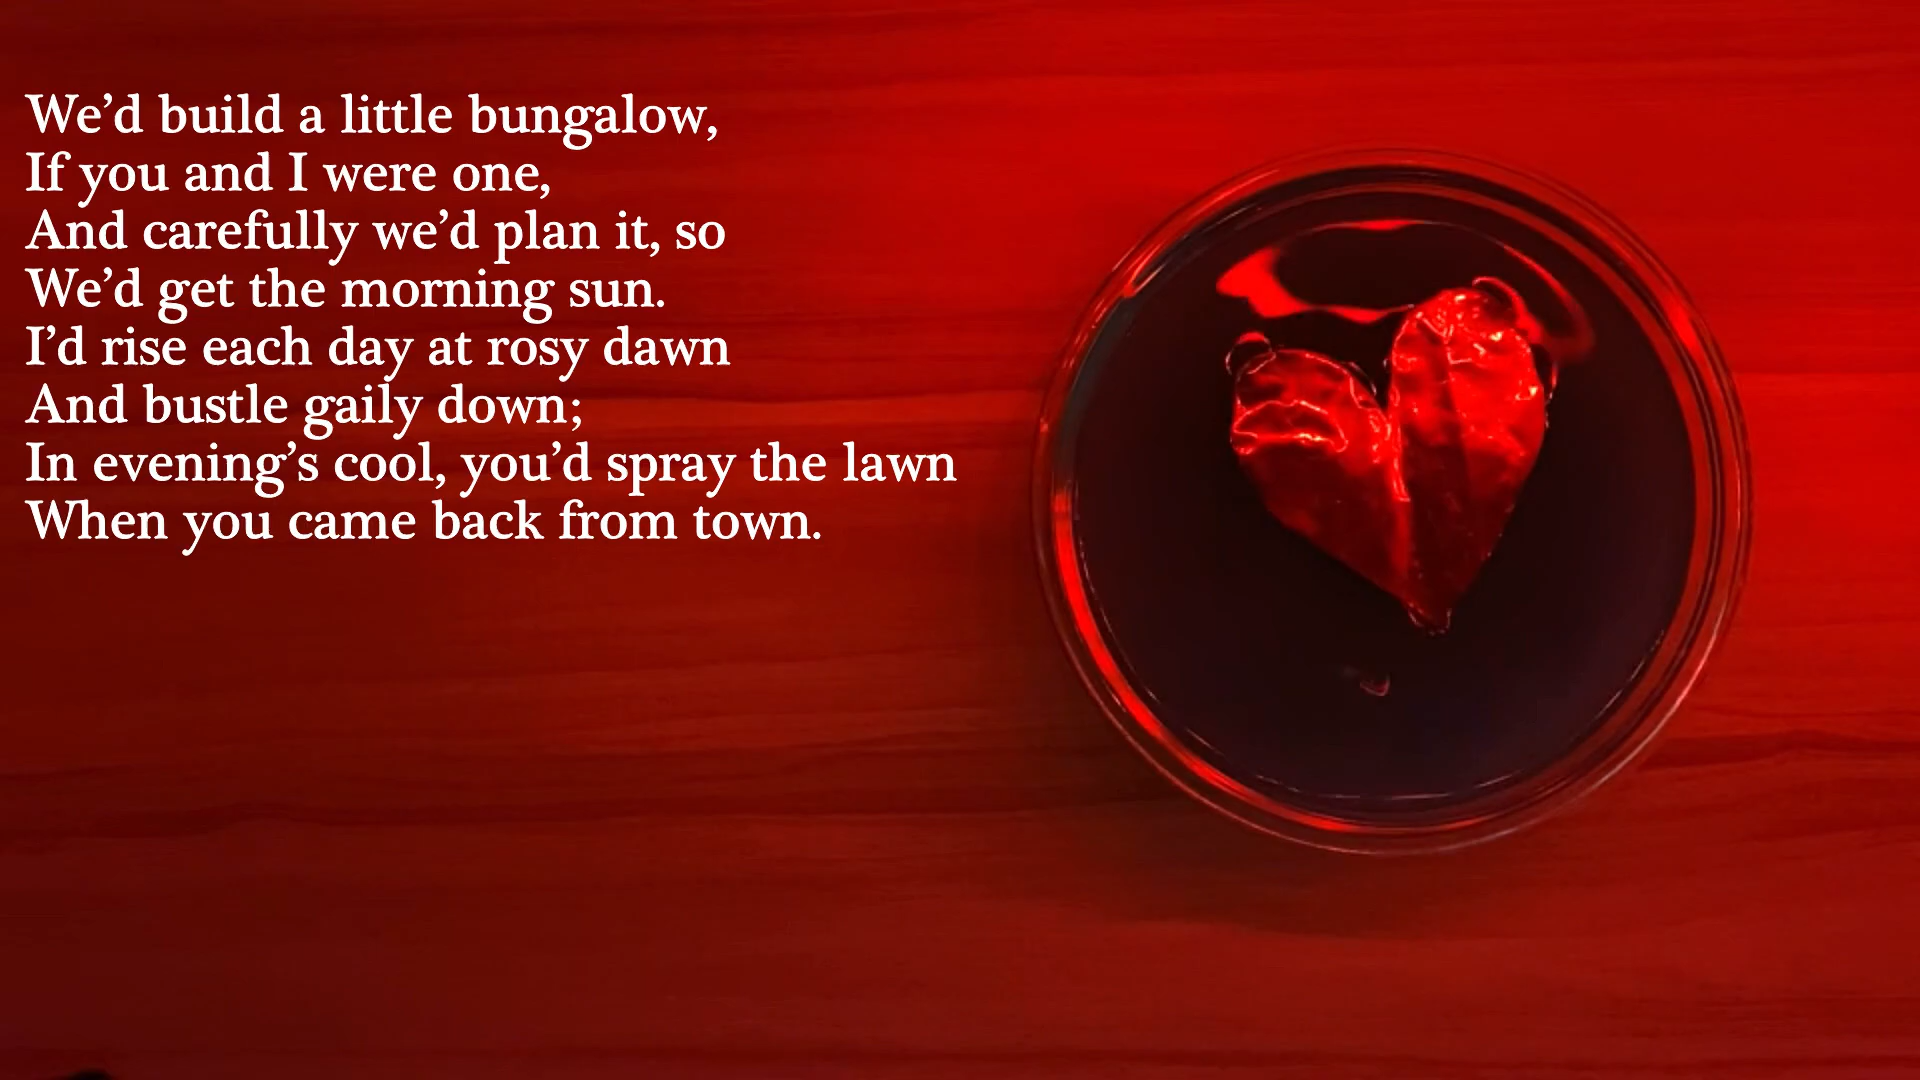 We’d build a little bungalow,
If you and I were one,
And carefully we’d plan it, so
We’d get the morning sun.
I’d rise each day at rosy dawn
And bustle gaily down;
In evening’s cool, you’d spray the lawn
When you came back from town.